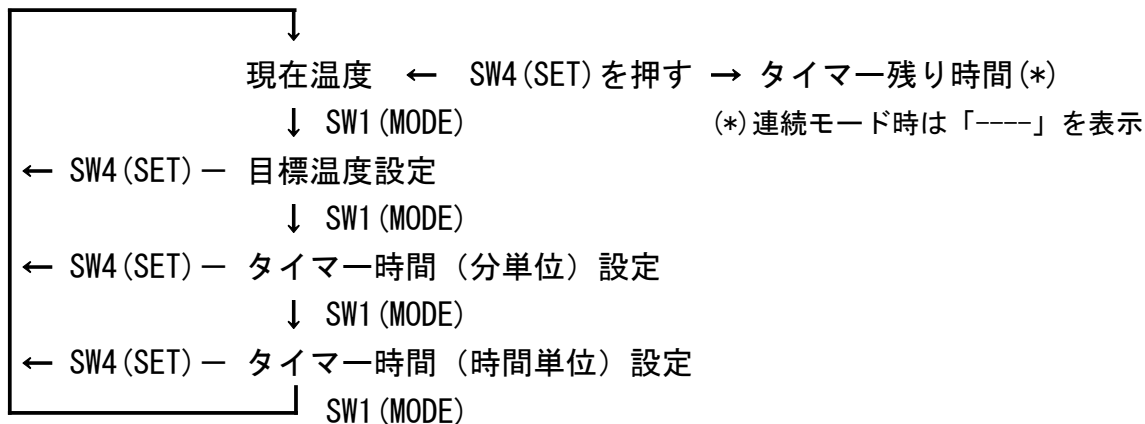 現在温度 ← SW4(SET)を押す → タイマー残り時間(*)
↓ SW1(MODE) (*)連続モード時は「----」を表示
← SW4(SET)― 目標温度設定
↓ SW1(MODE)
← SW4(SET)― タイマー時間（分単位）設定
↓ SW1(MODE)
← SW4(SET)― タイマー時間（時間単位）設定
SW1(MODE)